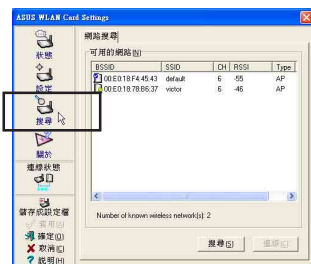 ASUS WLAN Card Settings
狀態
設定
搜尋
關於
連線狀態
儲存成設定檔
套用(A)
確定(O)
取消(C)
說明(H)
網路搜尋
可用的網路(N)
BSSID SSID CH RSSI Type
00:E0:18:F4:45:43 default 6 -55 AP
00:E0:18:78:B6:37 victor 6 -46 AP
Number of known wireless network(s): 2
搜尋(S) 連線(C)